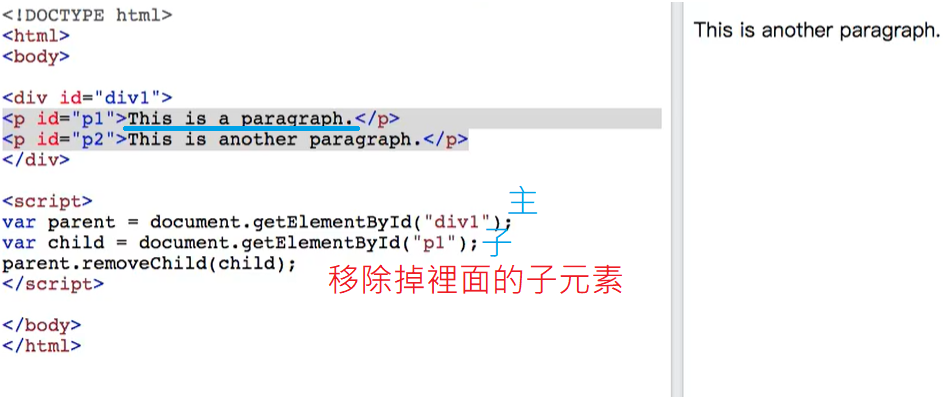 <!DOCTYPE html>
<html>
<body>
<div id="div1">
<p id="p1">This is a paragraph.</p>
<p id="p2">This is another paragraph.</p>
</div>
<script>
var parent = document.getElementById("div1"); 主
var child = document.getElementById("p1"); 子
parent.removeChild(child);
移除掉裡面的子元素
</script>
</body>
</html>
This is another paragraph.